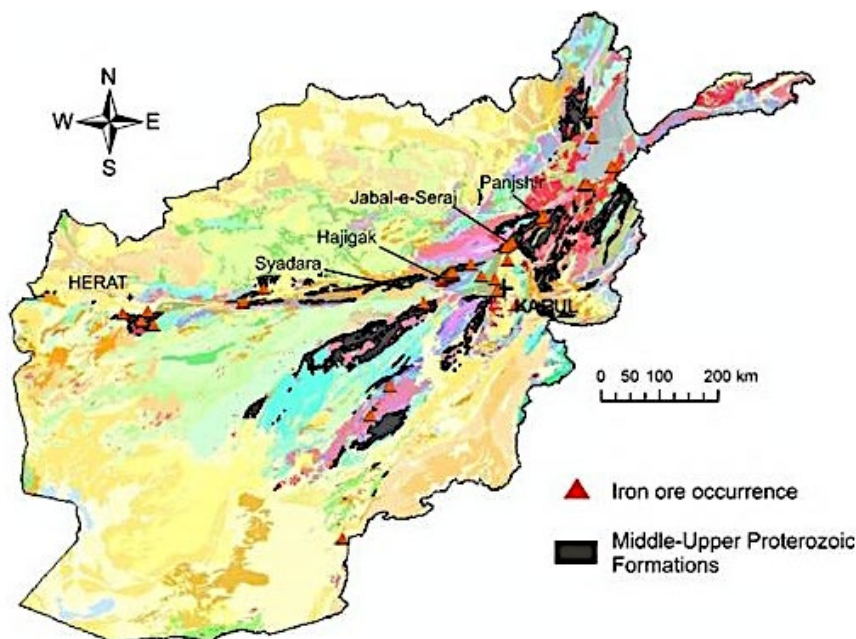 N
W E
S
Panjshir
Jabal-e-Seraj
Hajigak
Syadara
HERAT
KABUL
0 50 100 200 km
Iron ore occurrence
Middle-Upper Proterozoic
Formations